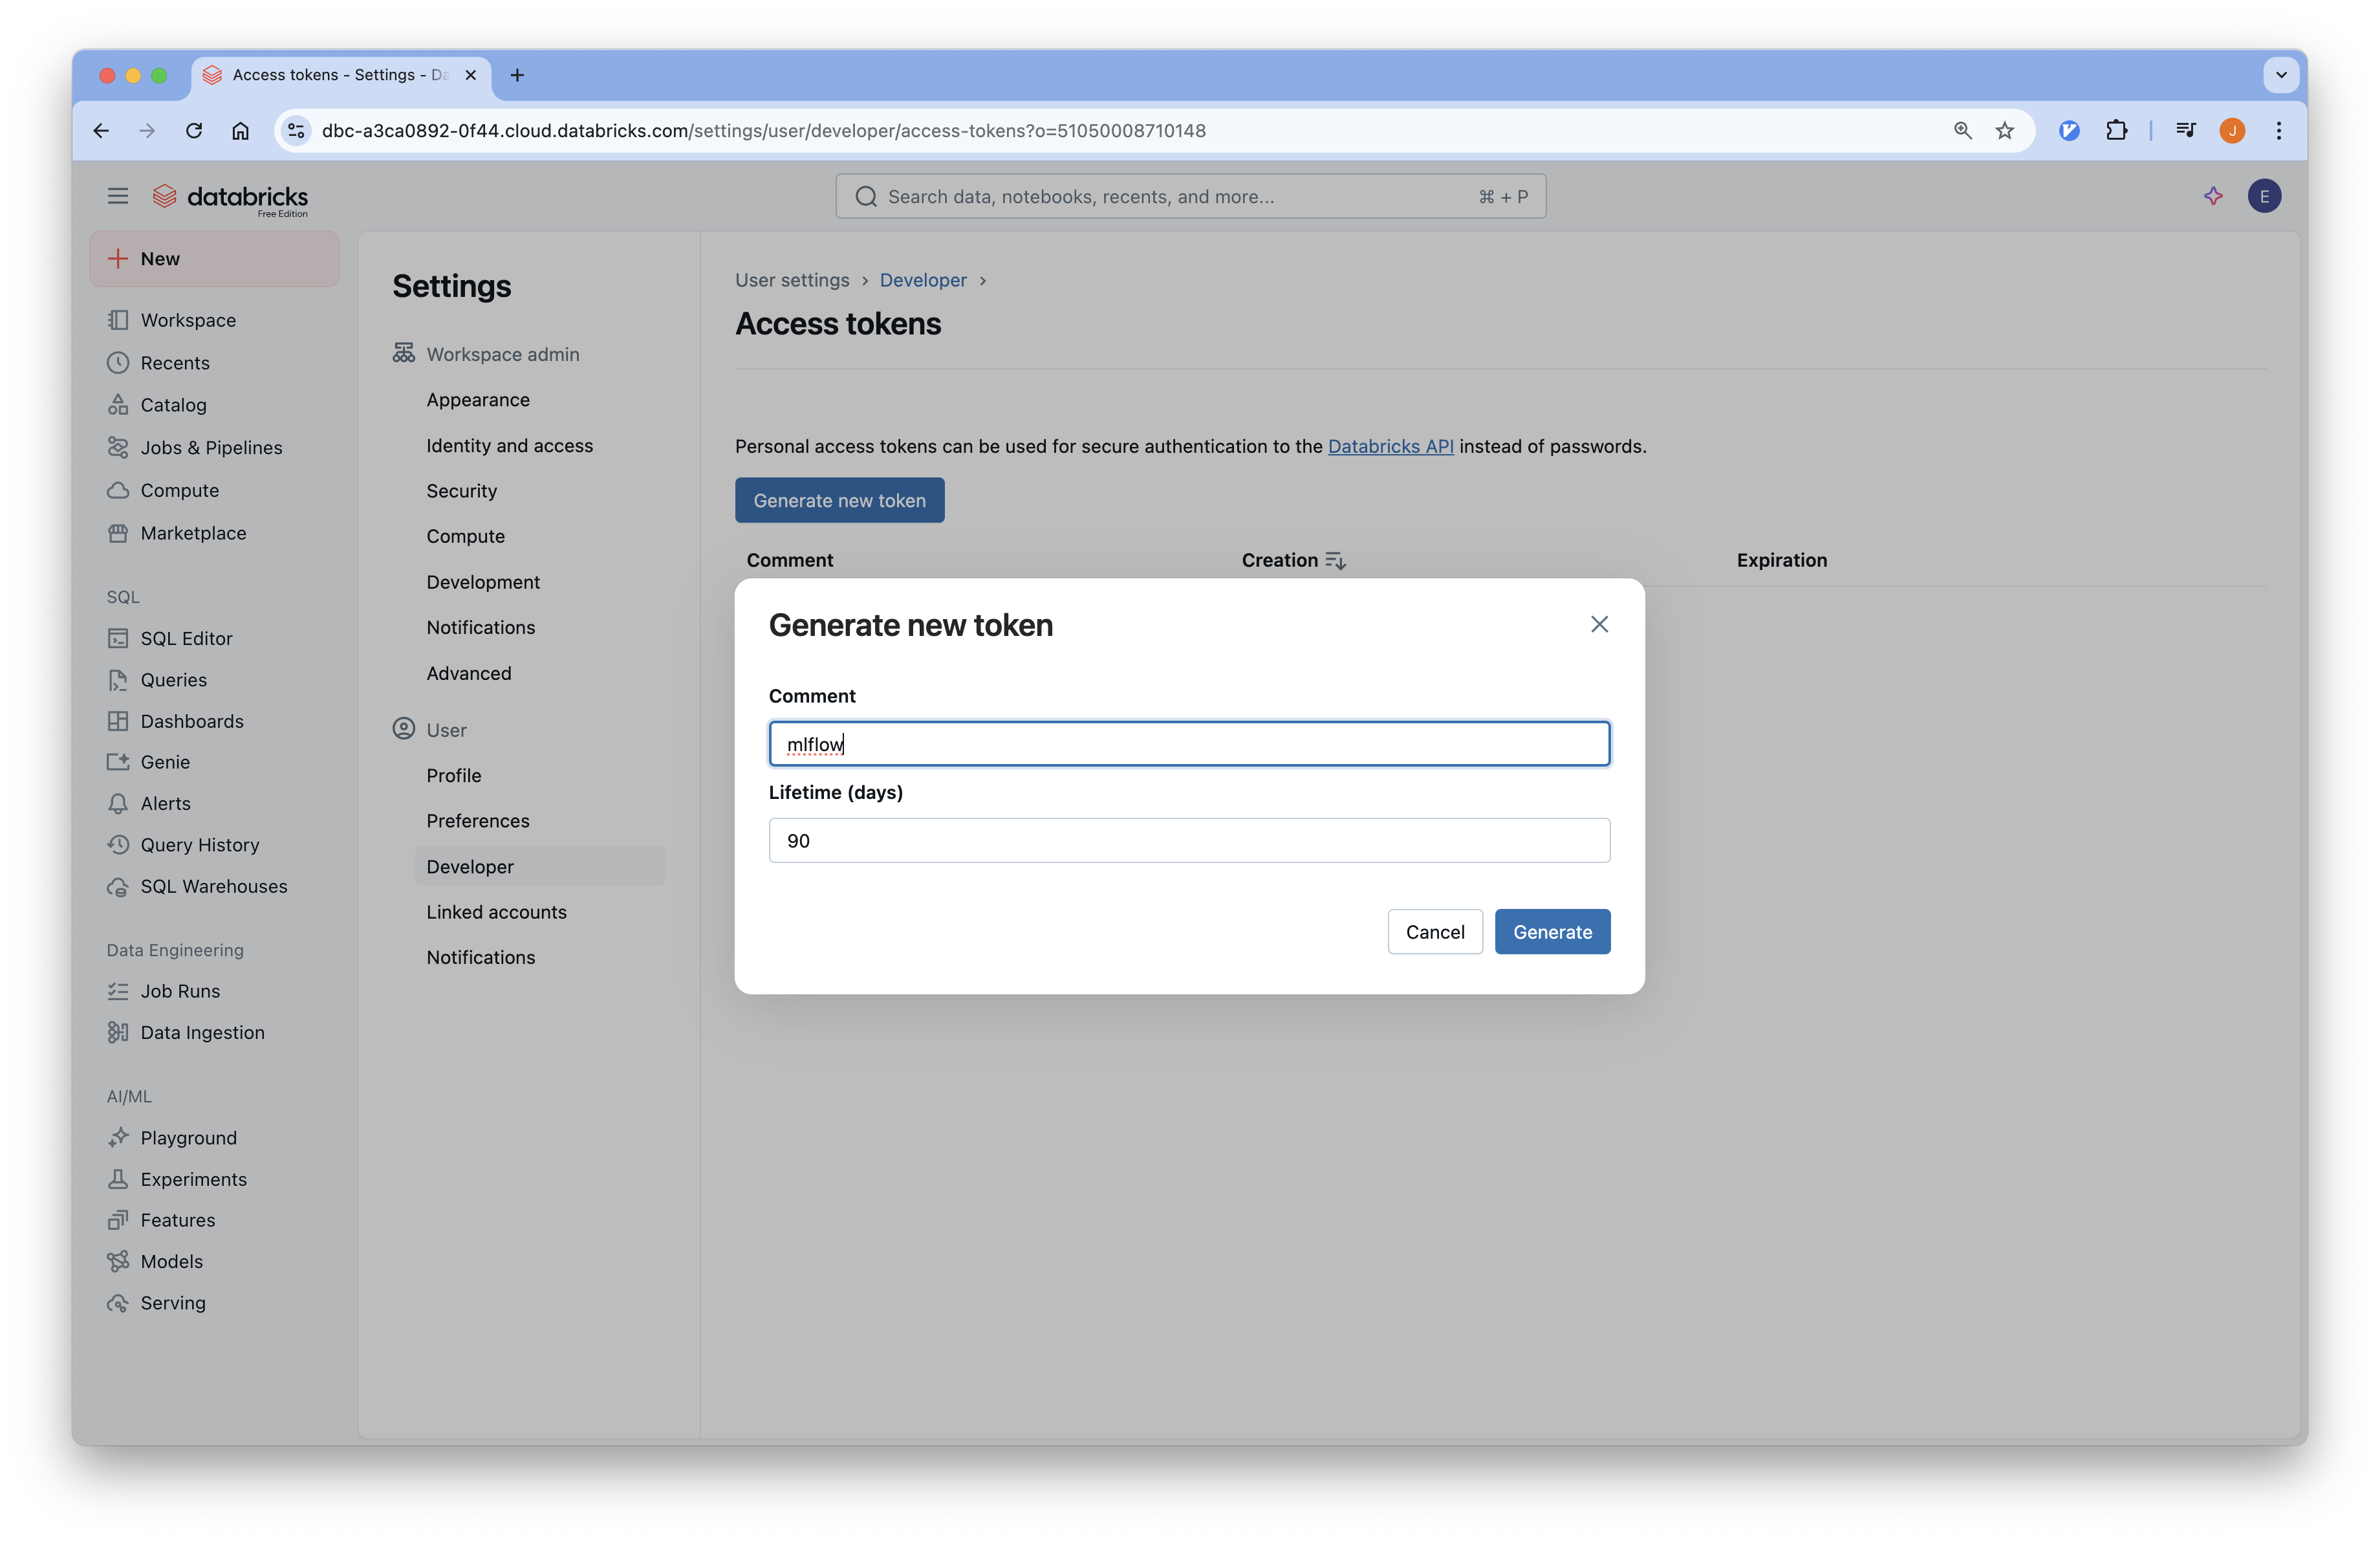 Access tokens - Settings - Da
dbc-a3ca0892-0f44.cloud.databricks.com/settings/user/developer/access-tokens?o=51050008710148
J
databricks
Free Edition
Search data, notebooks, recents, and more...
⌘ + P
E
New
Workspace
Recents
Catalog
Jobs & Pipelines
Compute
Marketplace
SQL
SQL Editor
Queries
Dashboards
Genie
Alerts
Query History
SQL Warehouses
Data Engineering
Job Runs
Data Ingestion
AI/ML
Playground
Experiments
Features
Models
Serving
Settings
Workspace admin
Appearance
Identity and access
Security
Compute
Development
Notifications
Advanced
User
Profile
Preferences
Developer
Linked accounts
Notifications
User settings › Developer ›
Access tokens
Personal access tokens can be used for secure authentication to the Databricks API instead of passwords.
Generate new token
Comment Creation Expiration
Generate new token
Comment
mlflow
Lifetime (days)
90
Cancel Generate